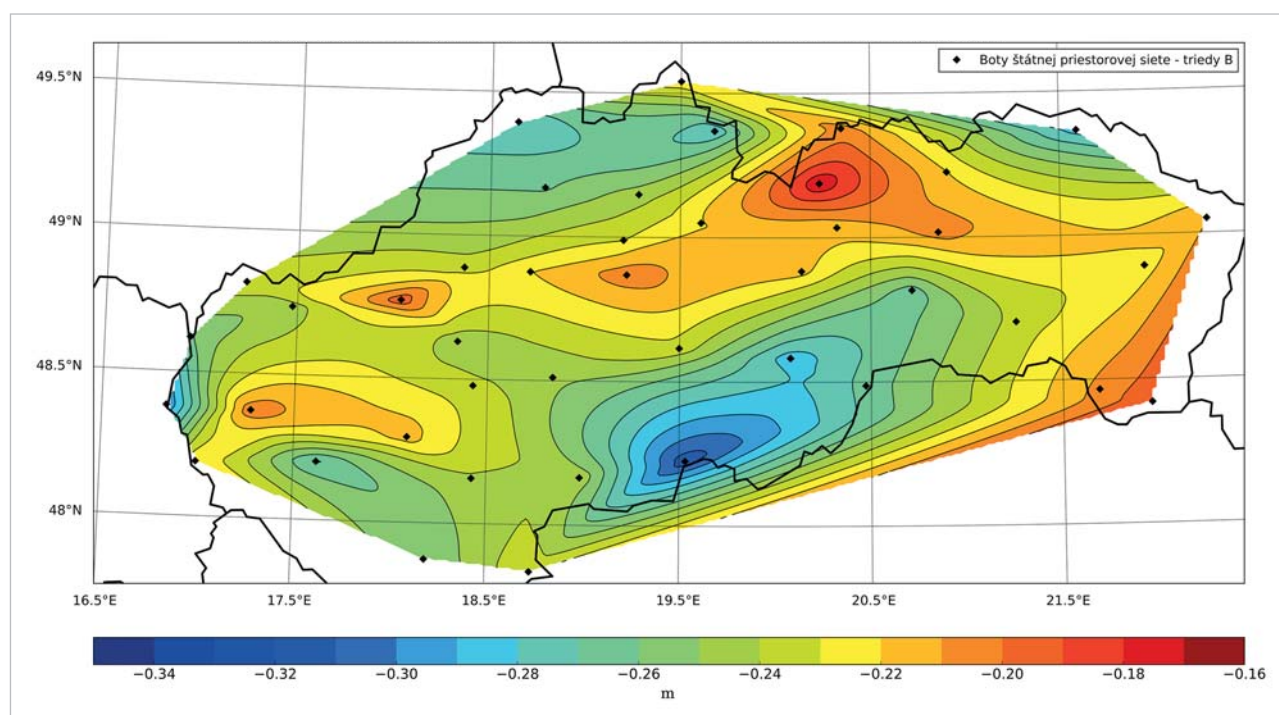 49.5°N
Boty štátnej priestorovej siete - triedy B
49°N
48.5°N
48°N
16.5°E 17.5°E 18.5°E 19.5°E 20.5°E 21.5°E
−0.34 −0.32 −0.30 −0.28 −0.26 −0.24 −0.22 −0.20 −0.18 −0.16
m